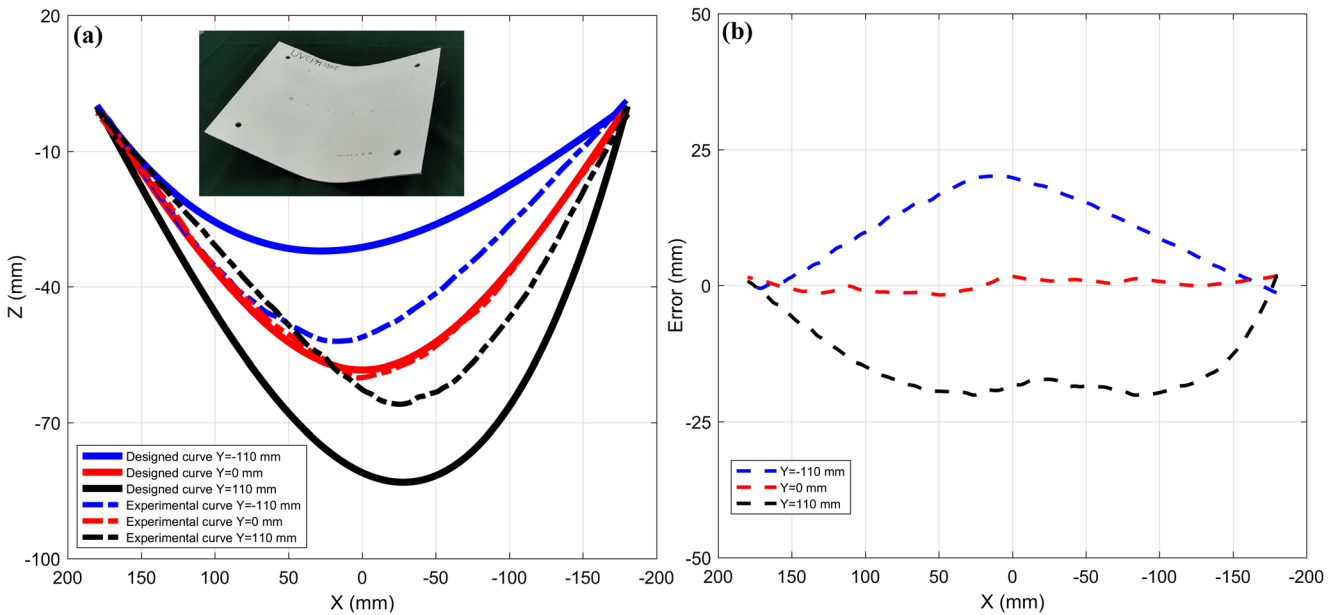 (a)
20
-10
-40
-70
-100
Z (mm)
200
150
100
50
0
-50
-100
-150
-200
X (mm)
Designed curve Y=-110 mm
Designed curve Y=0 mm
Designed curve Y=110 mm
Experimental curve Y=-110 mm
Experimental curve Y=0 mm
Experimental curve Y=110 mm
(b)
50
25
0
-25
-50
Error (mm)
200
150
100
50
0
-50
-100
-150
-200
X (mm)
Y=-110 mm
Y=0 mm
Y=110 mm